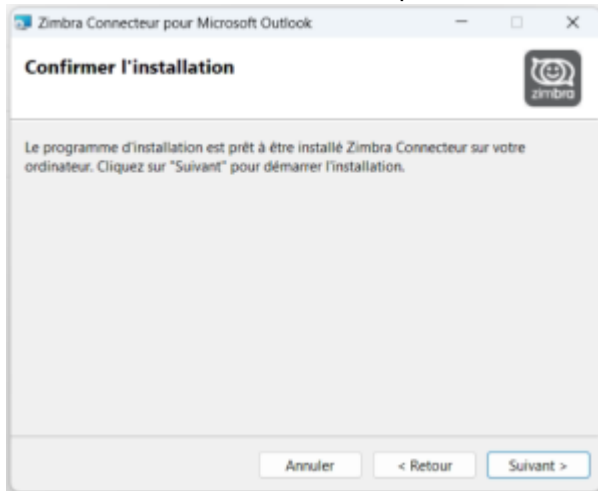 Zimbra Connecteur pour Microsoft Outlook
Confirmer l'installation
zimbra
Le programme d'installation est prêt à être installé Zimbra Connecteur sur votre
ordinateur. Cliquez sur "Suivant" pour démarrer l'installation.
Annuler
< Retour
Suivant >